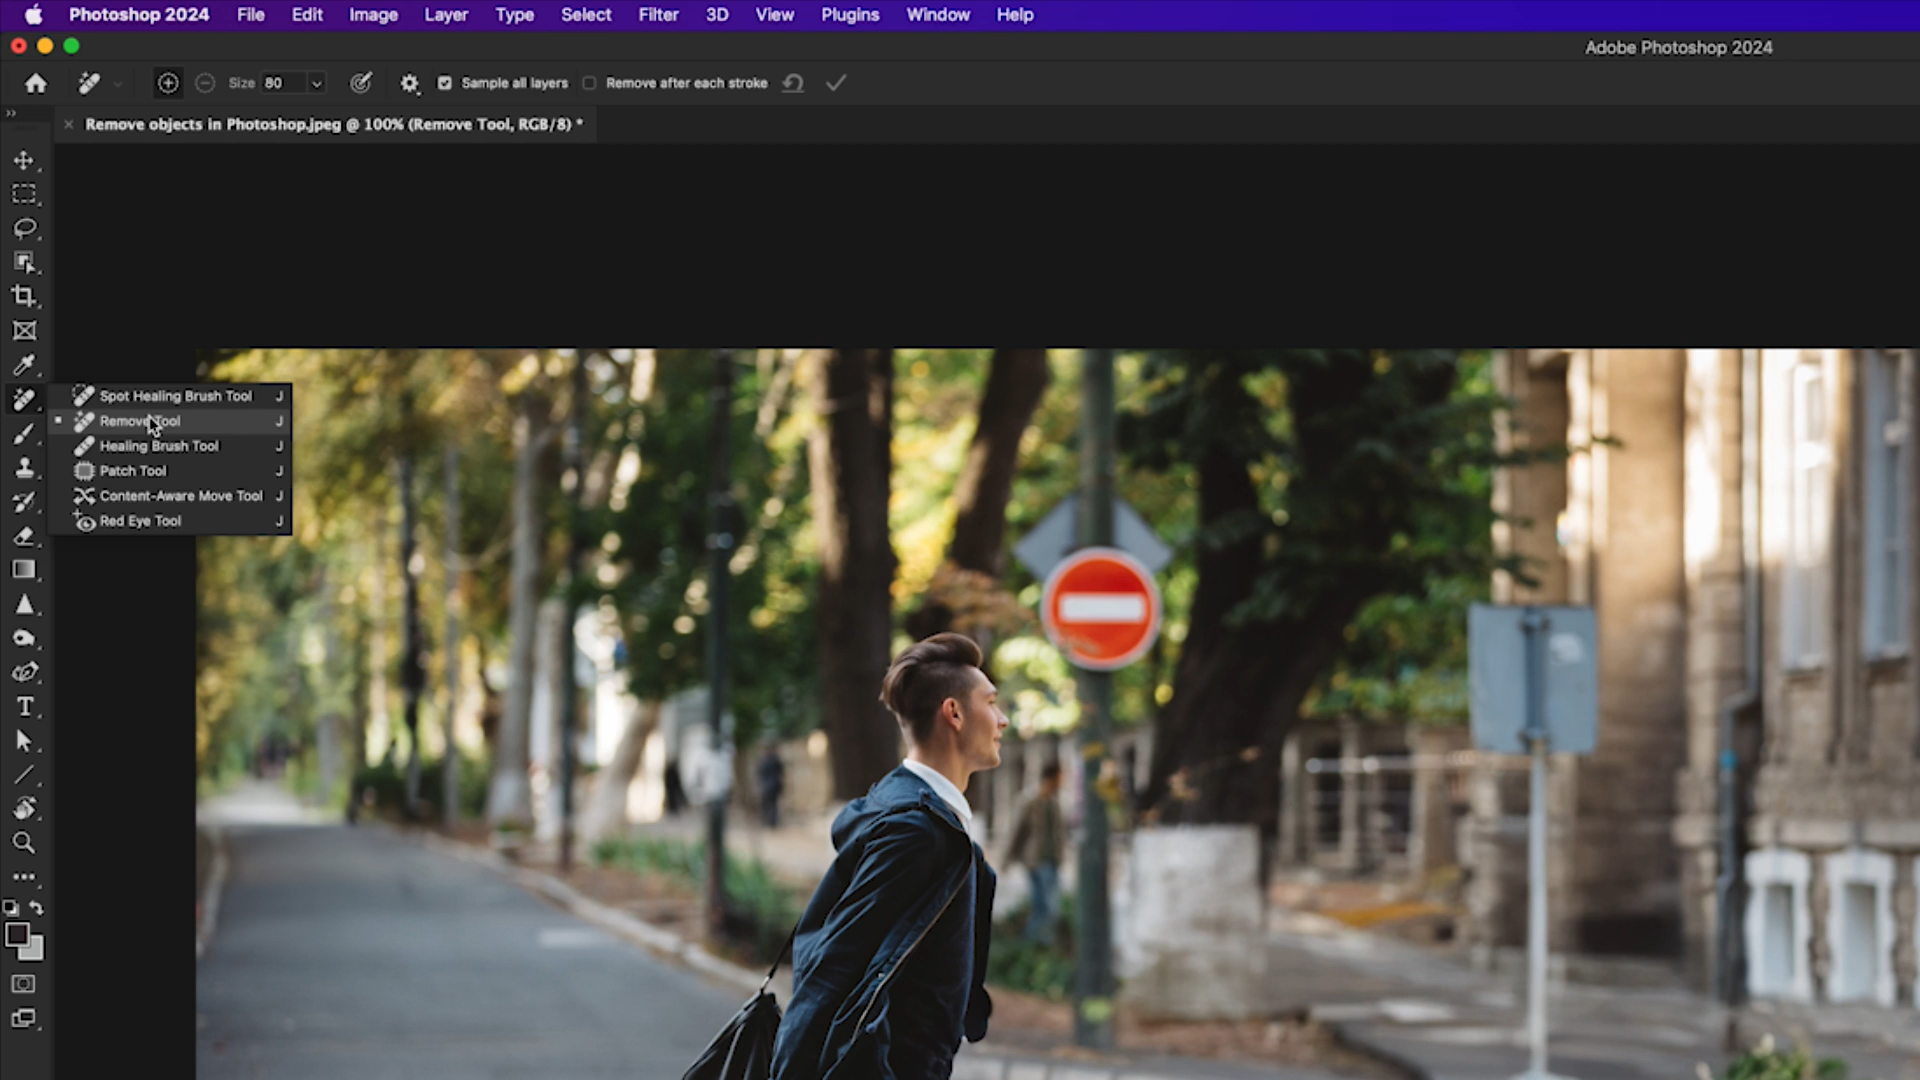 Photoshop 2024 File Edit Image Layer Type Select Filter 3D View Plugins Window Help
Adobe Photoshop 2024
Size 80 Sample all layers Remove after each stroke
Remove objects in Photoshop.jpeg @ 100% (Remove Tool, RGB/8) *
Spot Healing Brush Tool J
Remove Tool J
Healing Brush Tool J
Patch Tool J
Content-Aware Move Tool J
Red Eye Tool J